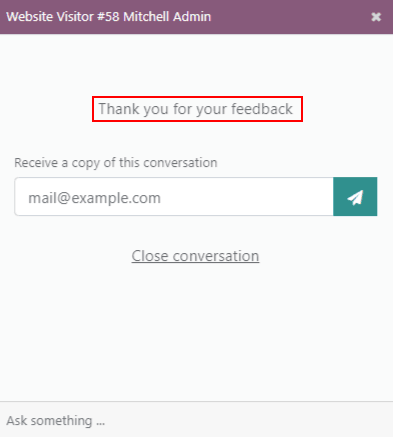 Website Visitor #58 Mitchell Admin
Thank you for your feedback
Receive a copy of this conversation
mail@example.com
Close conversation
Ask something ...